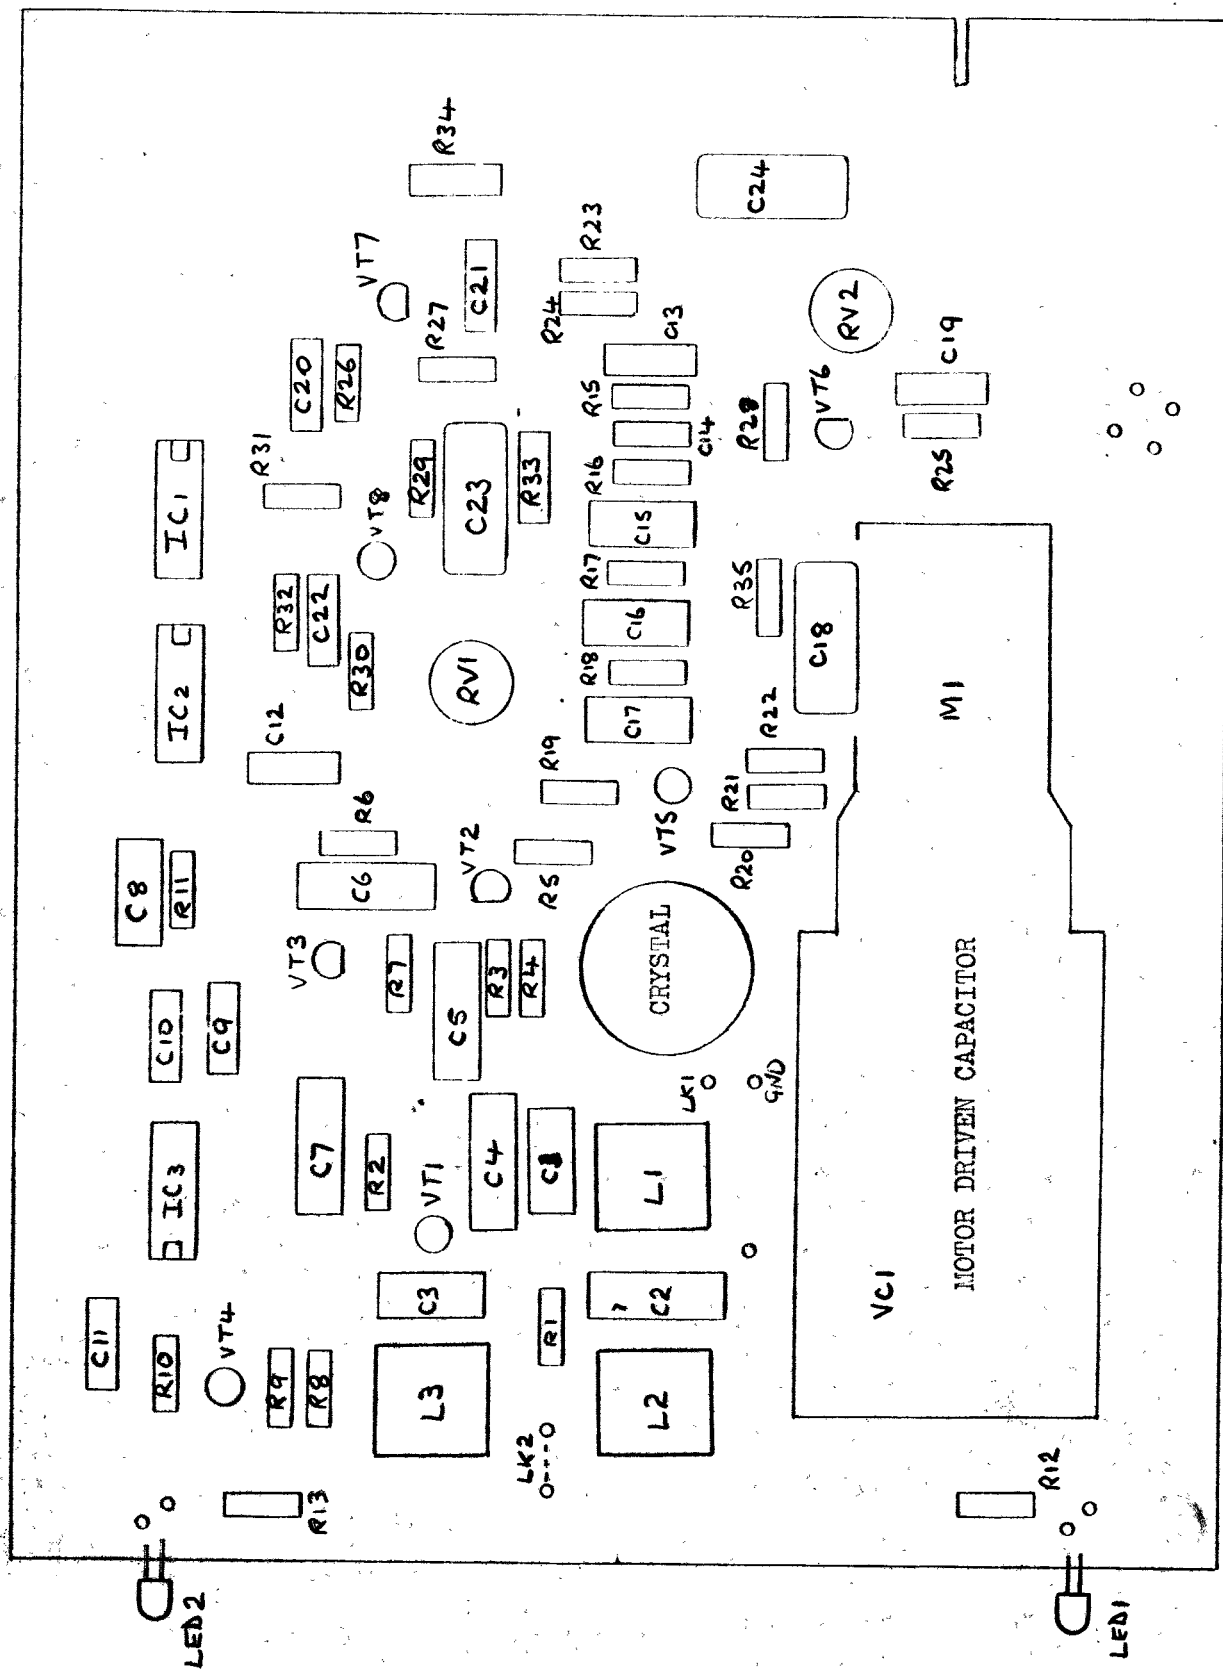 C11
C8
R10
IC3
C10
R11
IC2
IC1
LED2
VT4
C9
R31
C12
R9
R32
VT3
C20
R13
R8
C7
C22
R26
R30
C6
R6
VT7
R2
VT8
R7
R29
C3
L3
VT1
R27
R34
C5
VT2
RV1
C23
C21
C4
R3
LK2
R4
R33
R1
C1
R5
R19
R24
R18
R17
R16
R15
R23
C17
C16
C15
L2
C2
L1
CRYSTAL
VT5
C13
LK1
C14
R20
R21
R22
R35
R28
C24
GND
C18
VT6
RV2
VC1
M1
R25
C19
MOTOR DRIVEN CAPACITOR
R12
LED1